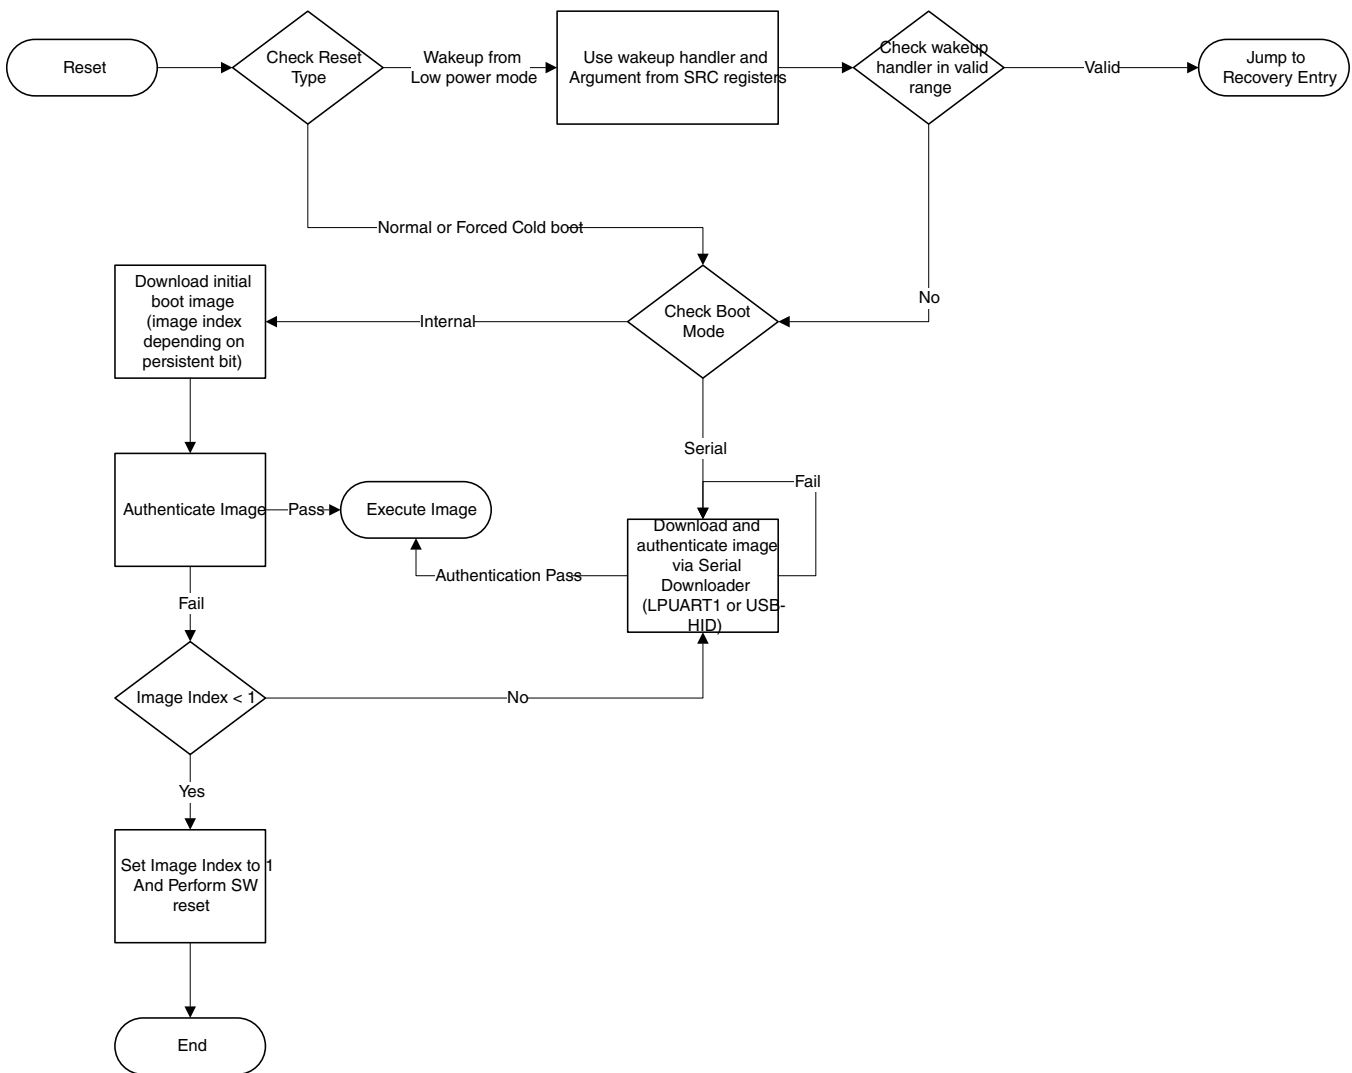 Reset
Check Reset
Type
Wakeup from
Low power mode
Use wakeup handler and
Argument from SRC registers
Check wakeup
handler in valid
range
Valid
Jump to
Recovery Entry
Normal or Forced Cold boot
No
Check Boot
Mode
Internal
Download initial
boot image
(image index
depending on
persistent bit)
Serial
Fail
Authenticate Image
Pass
Execute Image
Download and
authenticate image
via Serial
Downloader
(LPUART1 or USB-
HID)
Authentication Pass
Fail
Image Index < 1
No
Yes
Set Image Index to 1
And Perform SW
reset
End